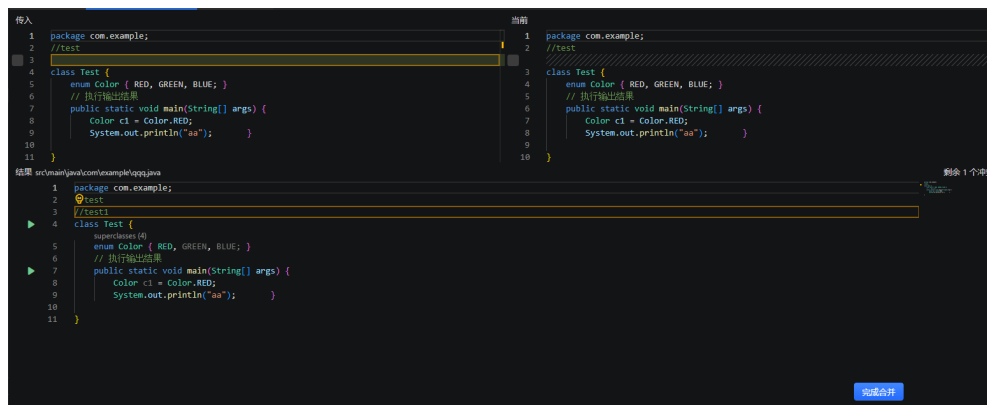 传入
1 package com.example;
2 //test
3
4 class Test {
5 enum Color { RED, GREEN, BLUE; }
6 // 执行输出结果
7 public static void main(String[] args) {
8 Color c1 = Color.RED;
9 System.out.println("aa"); }
10
11 }
当前
1 package com.example;
2 //test
3 class Test {
4 enum Color { RED, GREEN, BLUE; }
5 // 执行输出结果
6 public static void main(String[] args) {
7 Color c1 = Color.RED;
8 System.out.println("aa"); }
9
10 }
结果 src\main\java\com\example\qqq.java
剩余 1 个冲
1 package com.example;
2 test
3 //test1
4 class Test {
superclasses (4)
5 enum Color { RED, GREEN, BLUE; }
6 // 执行输出结果
7 public static void main(String[] args) {
8 Color c1 = Color.RED;
9 System.out.println("aa"); }
10
11 }
完成合并